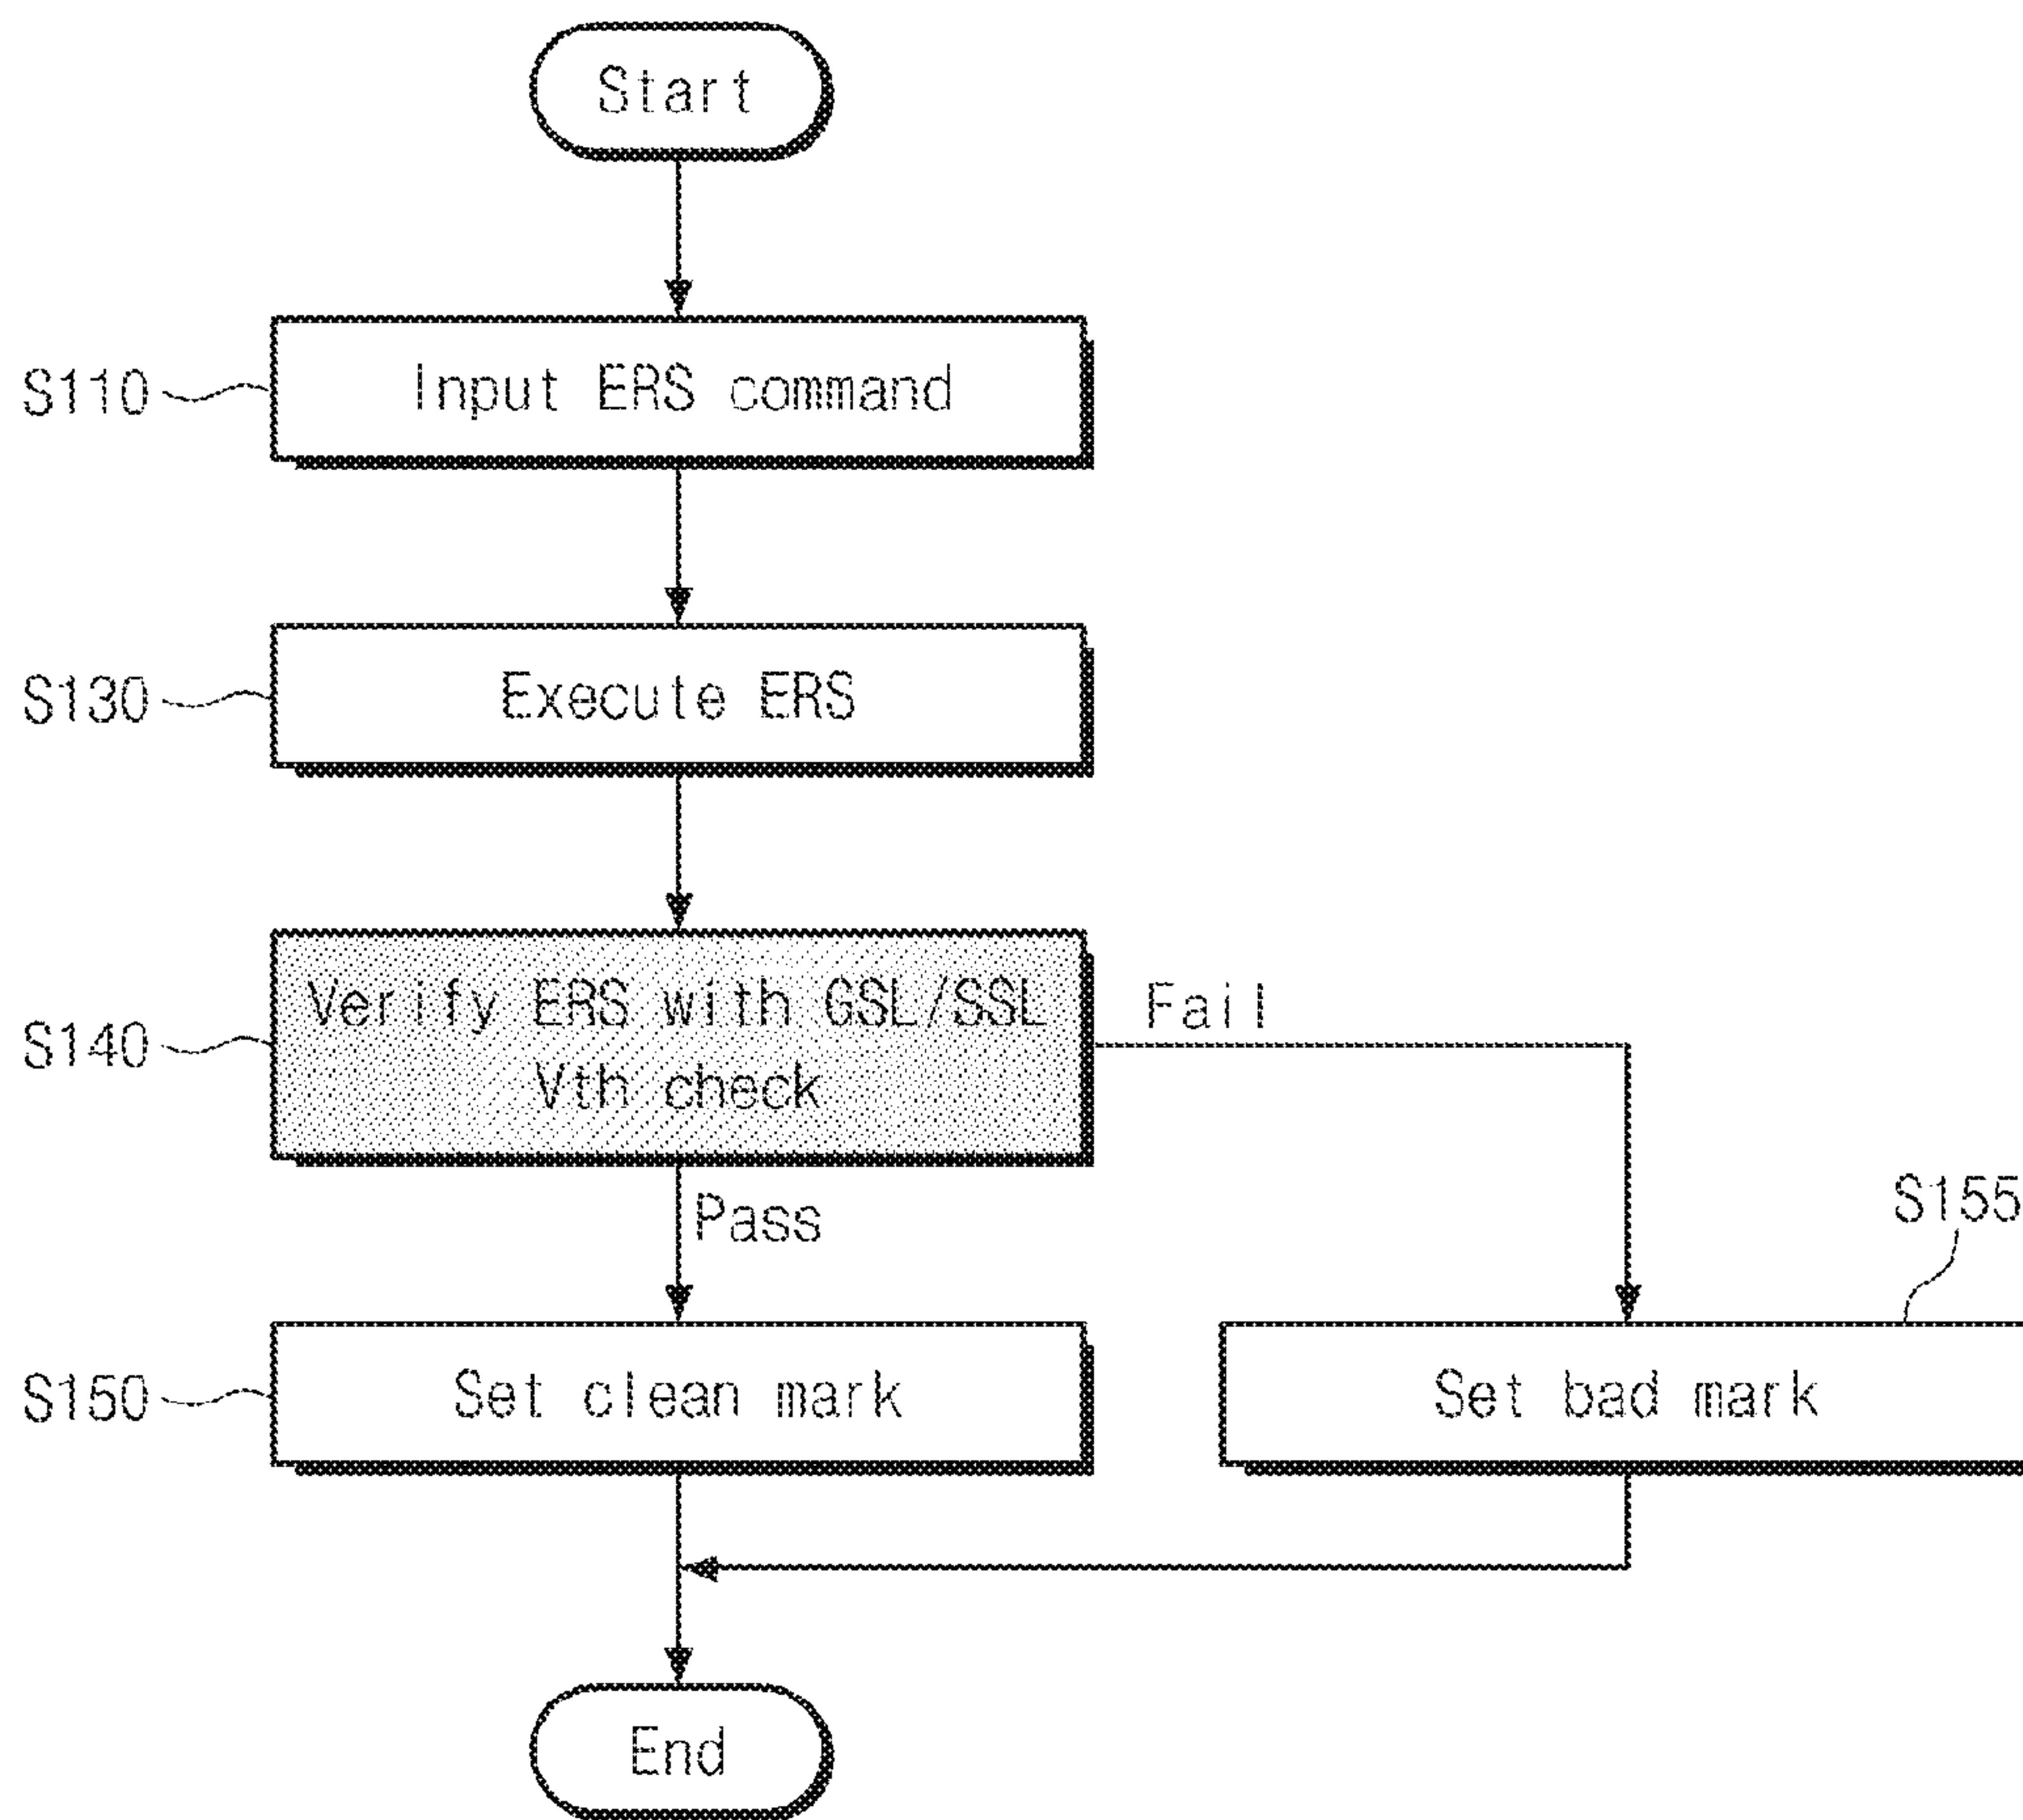 Start
S110
Input ERS command
S130
Execute ERS
S140
Verify ERS with GSL/SSL
Vth check
Fail
Pass
S155
S150
Set clean mark
Set bad mark
End